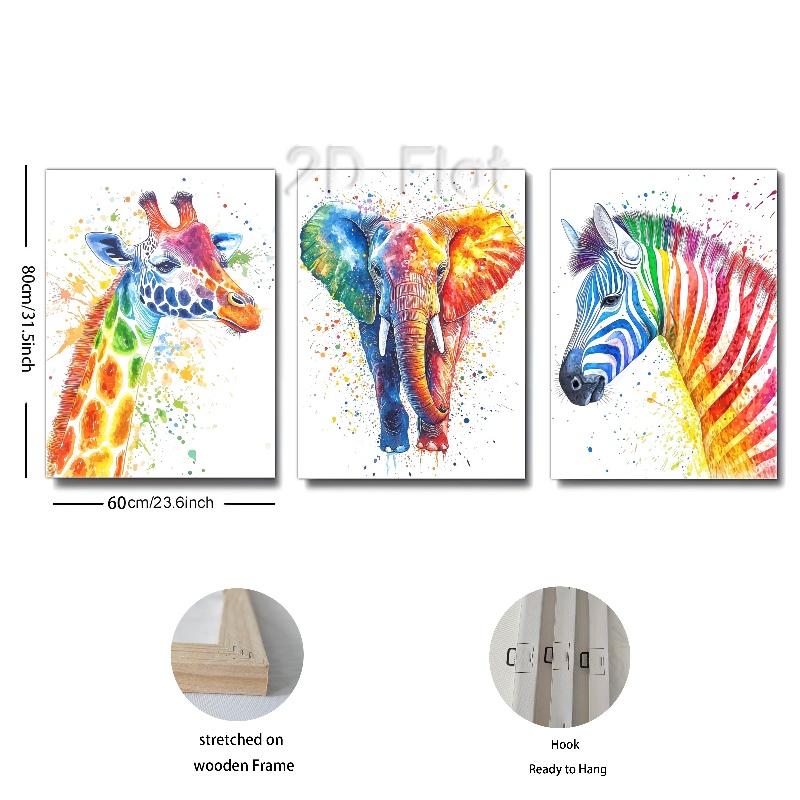 2D Flat
80cm/31.5inch
60cm/23.6inch
stretched on
wooden Frame
Hook
Ready to Hang